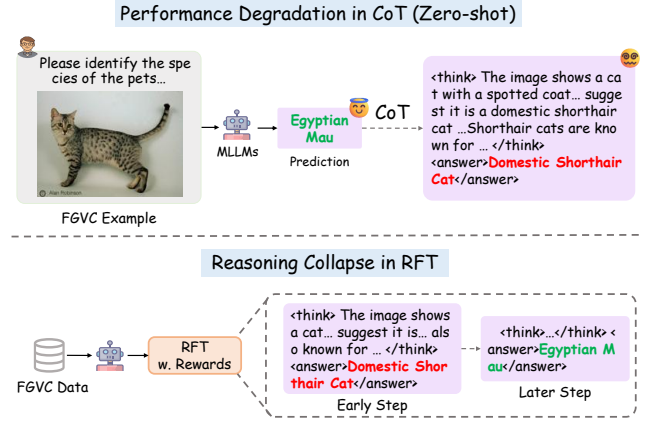 Performance Degradation in CoT (Zero-shot)
Please identify the spe
cies of the pets...
© Alan Robinson
FGVC Example
MLLMs
Egyptian
Mau
Prediction
CoT
<think> The image shows a ca
t with a spotted coat... sugge
st it is a domestic shorthair
cat ...Shorthair cats are kno
wn for ... </think>
<answer>Domestic Shorthair
Cat</answer>
Reasoning Collapse in RFT
FGVC Data
RFT
w. Rewards
<think> The image shows
a cat... suggest it is... als
o known for ... </think>
<answer>Domestic Shor
thair Cat</answer>
Early Step
<think>...</think> <
answer>Egyptian M
au</answer>
Later Step